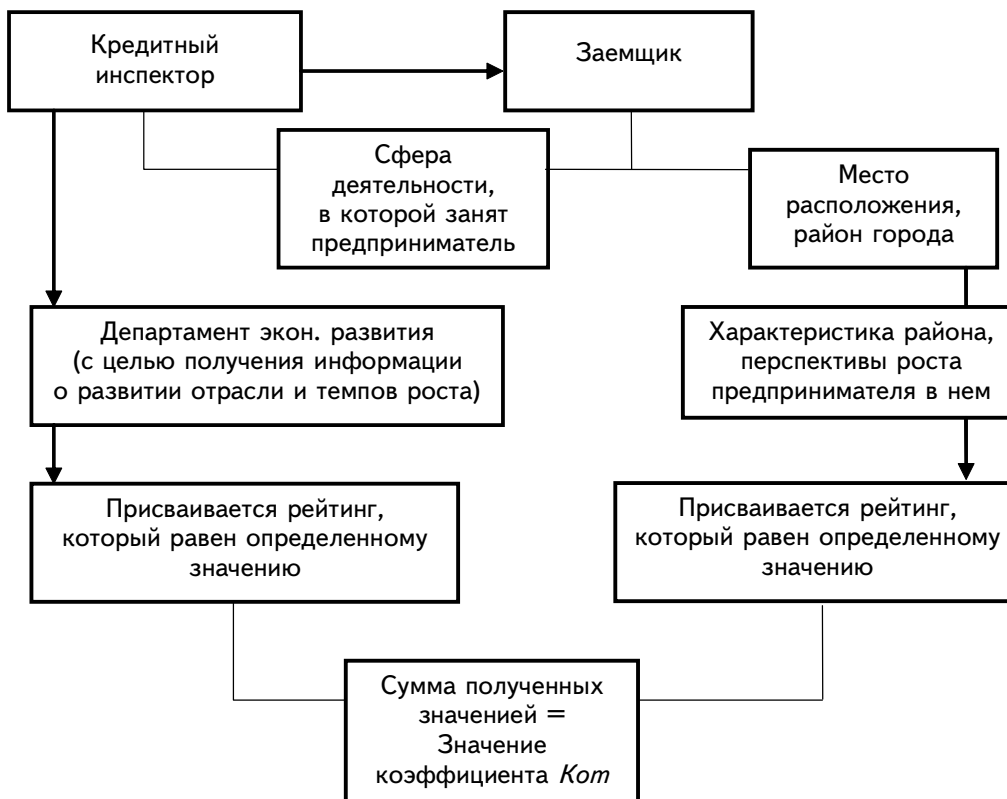 Кредитный
инспектор
Заемщик
Сфера
деятельности,
в которой занят
предприниматель
Место
расположения,
район города
Департамент экон. развития
(с целью получения информации
о развитии отрасли и темпов роста)
Характеристика района,
перспективы роста
предпринимателя в нем
Присваивается рейтинг,
который равен определенному
значению
Присваивается рейтинг,
который равен определенному
значению
Сумма полученных
значенией =
Значение
коэффициента Кот